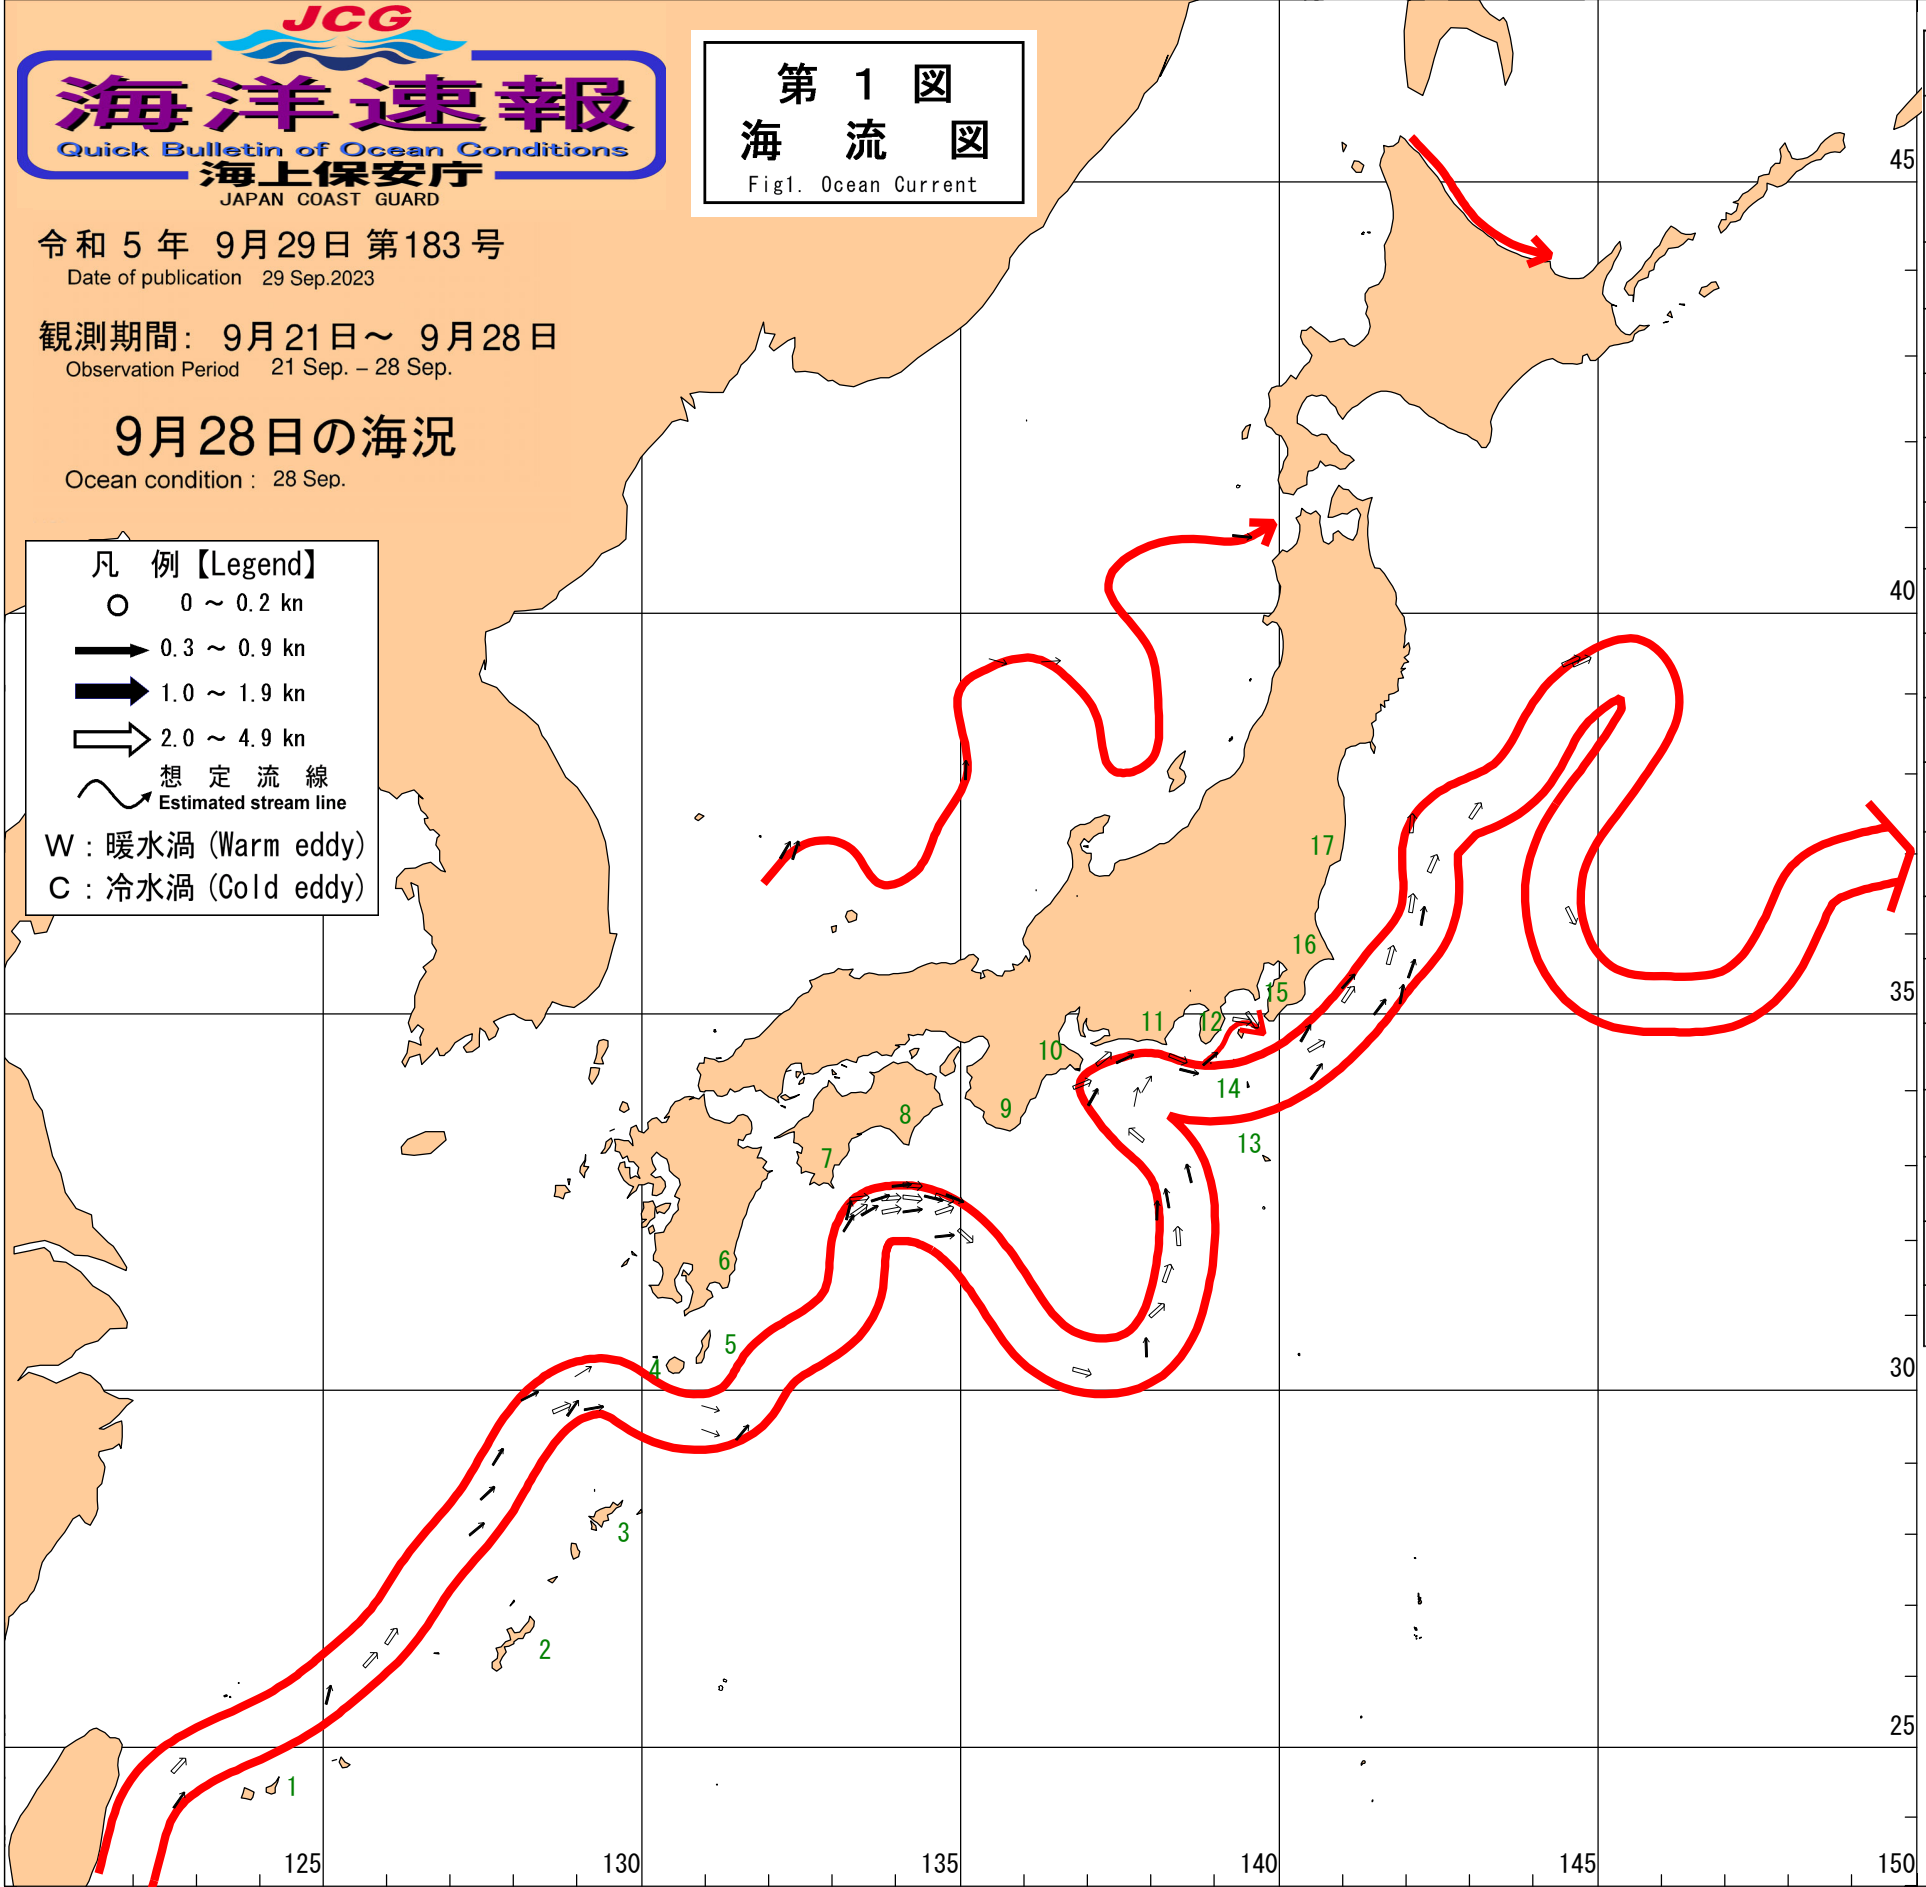 JCG
海洋速報
Quick Bulletin of Ocean Conditions
海上保安庁
JAPAN COAST GUARD
令和 5 年 9月29日 第183号
Date of publication 29 Sep.2023
観測期間: 9月21日～ 9月28日
Observation Period 21 Sep. – 28 Sep.
9月28日の海況
Ocean condition : 28 Sep.
第 1 図
海 流 図
Fig1. Ocean Current
凡 例【Legend】
0 ～ 0.2 kn
0.3 ～ 0.9 kn
1.0 ～ 1.9 kn
2.0 ～ 4.9 kn
想 定 流 線
Estimated stream line
W : 暖水渦 (Warm eddy)
C : 冷水渦 (Cold eddy)
45
40
35
30
25
17
16
15
12
11
10
14
13
9
8
7
6
5
4
3
2
1
125
130
135
140
145
150